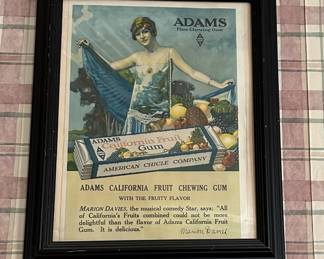 ADAMS
Pure Chewing Gum
ADAMS
California Fruit
Gum
AMERICAN CHICLE COMPANY
ADAMS CALIFORNIA FRUIT CHEWING GUM
WITH THE FRUITY FLAVOR
MARION DAVIES, the musical comedy Star, says: "All
of California's Fruits combined could not be more
delightful than the flavor of Adams California Fruit
Gum. It is delicious."
Marion Davies